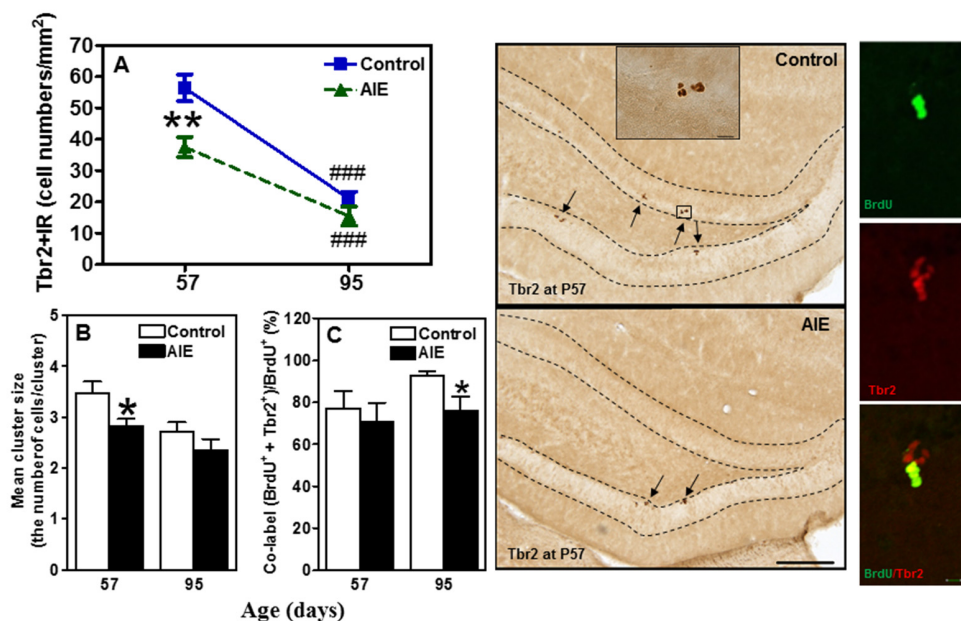 A
Tbr2+IR (cell numbers/mm²)
70
60
50
40
30
20
10
0
Control
AIE
**
###
###
57
95
B
Mean cluster size
(the number of cells/cluster)
5
4
3
2
1
0
Control
AIE
*
57
95
C
Co-label (BrdU⁺ + Tbr2⁺)/BrdU⁺ (%)
120
100
80
60
40
20
0
Control
AIE
*
57
95
Age (days)
Control
Tbr2 at P57
AIE
Tbr2 at P57
BrdU
Tbr2
BrdU/Tbr2